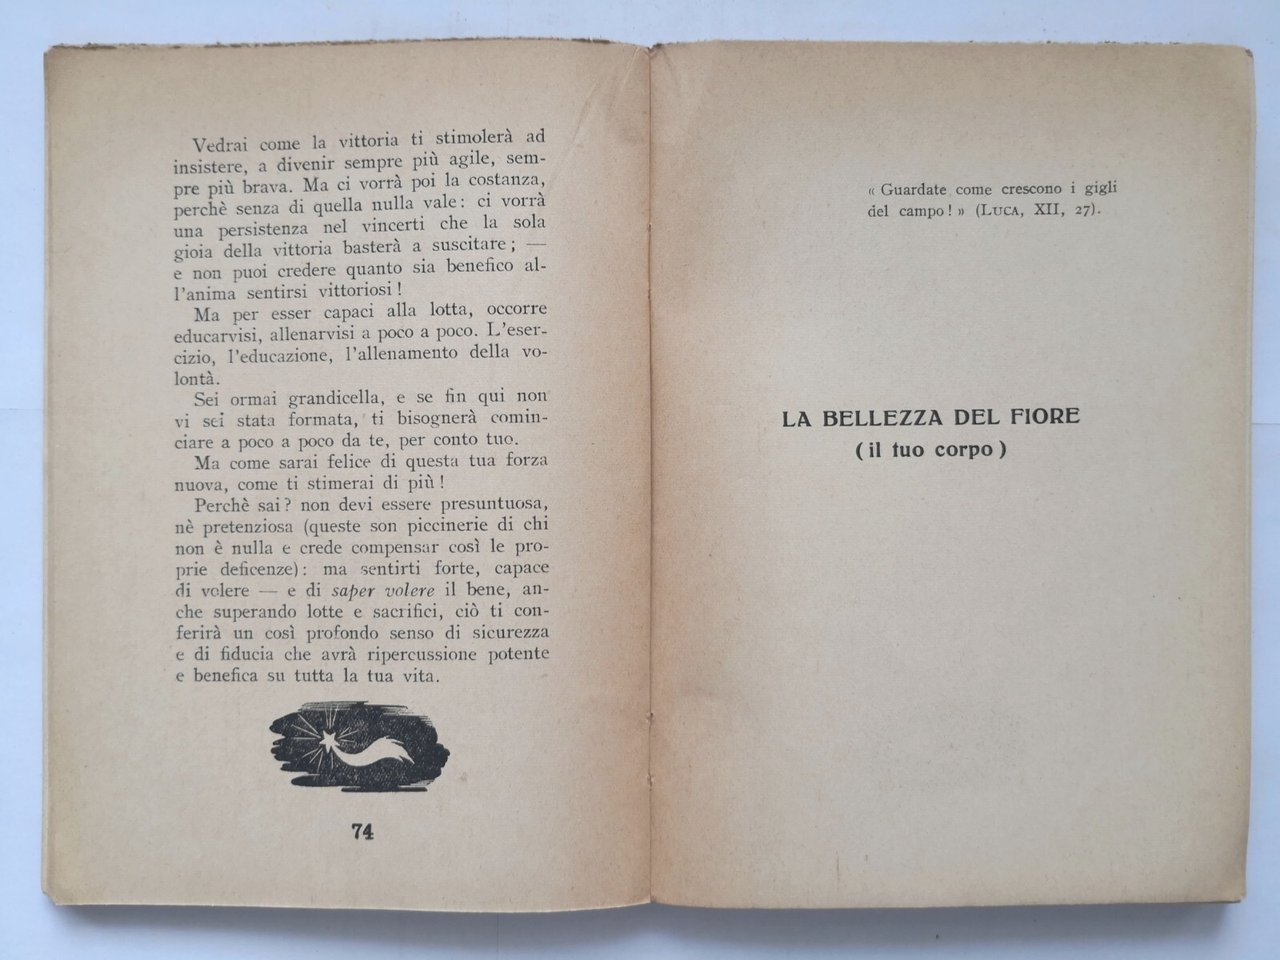 Vedrai come la vittoria ti stimolerà ad
insistere, a divenir sempre più agile, sem-
pre più brava. Ma ci vorrà poi la costanza,
perchè senza di quella nulla vale: ci vorrà
una persistenza nel vincerti che la sola
gioia della vittoria basterà a suscitare; —
e non puoi credere quanto sia benefico al-
l'anima sentirsi vittoriosi!
Ma per esser capaci alla lotta, occorre
educarvisi, allenarvisi a poco a poco. L'eser-
cizio, l'educazione, l'allenamento della vo-
lontà.
Sei ormai grandicella, e se fin qui non
vi sei stata formata, ti bisognerà comin-
ciare a poco a poco da te, per conto tuo.
Ma come sarai felice di questa tua forza
nuova, come ti stimerai di più!
Perchè sai? non devi essere presuntuosa,
nè pretenziosa (queste son piccinerie di chi
non è nulla e crede compensar così le pro-
prie deficenze): ma sentirti forte, capace
di volere — e di saper volere il bene, an-
che superando lotte e sacrifici, ciò ti con-
ferirà un così profondo senso di sicurezza
e di fiducia che avrà ripercussione potente
e benefica su tutta la tua vita.
74
« Guardate come crescono i gigli
del campo! » (LUCA, XII, 27).
LA BELLEZZA DEL FIORE
(il tuo corpo)